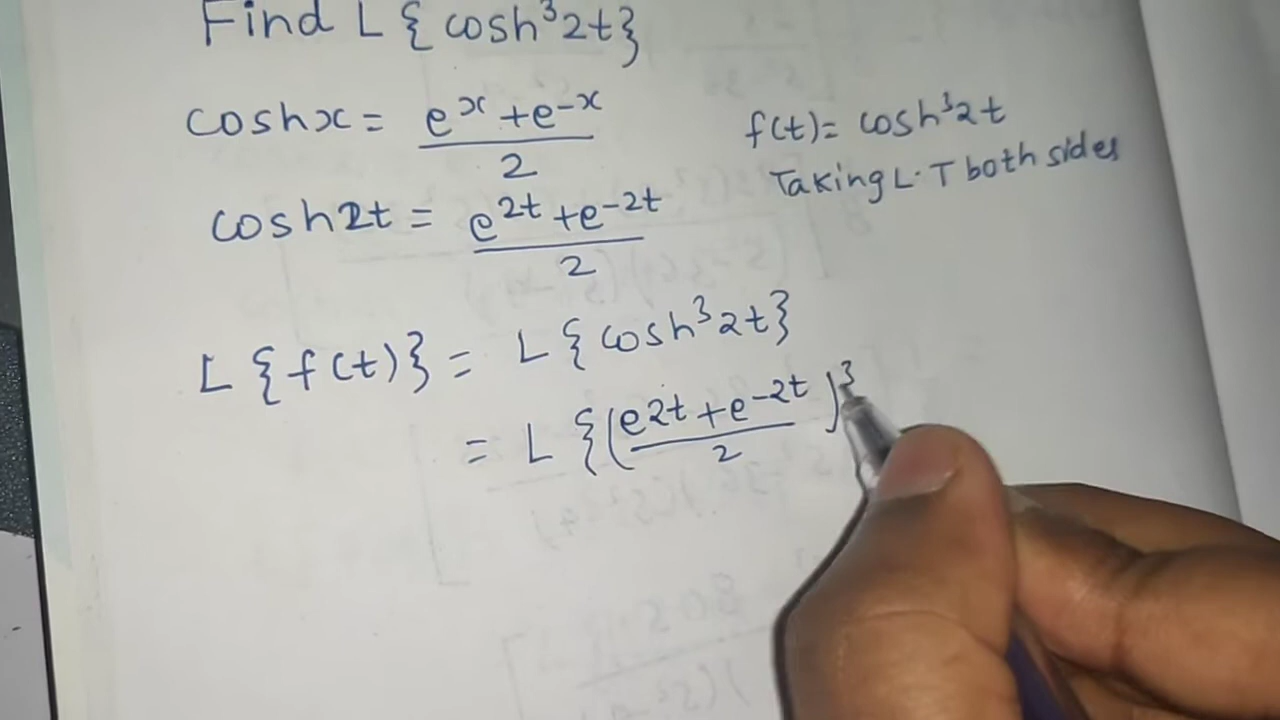 Find L{cosh³2t}
coshx = (e^x + e^-x)/2
f(t) = cosh³2t
Taking L.T both sides
cosh2t = (e^2t + e^-2t)/2
L{f(t)} = L{cosh³2t}
= L{((e^2t + e^-2t)/2)³